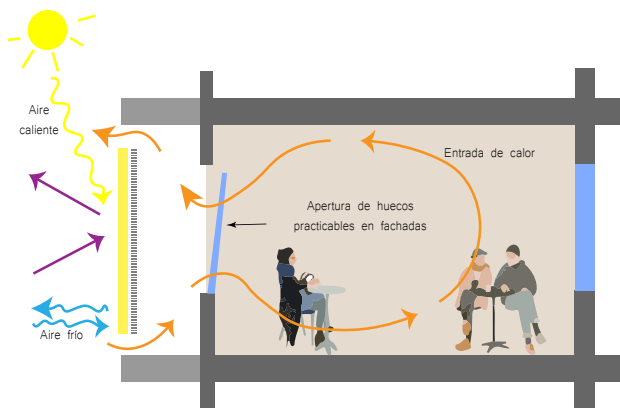 Aire
caliente
Entrada de calor
Apertura de huecos
practicables en fachadas
Aire frío